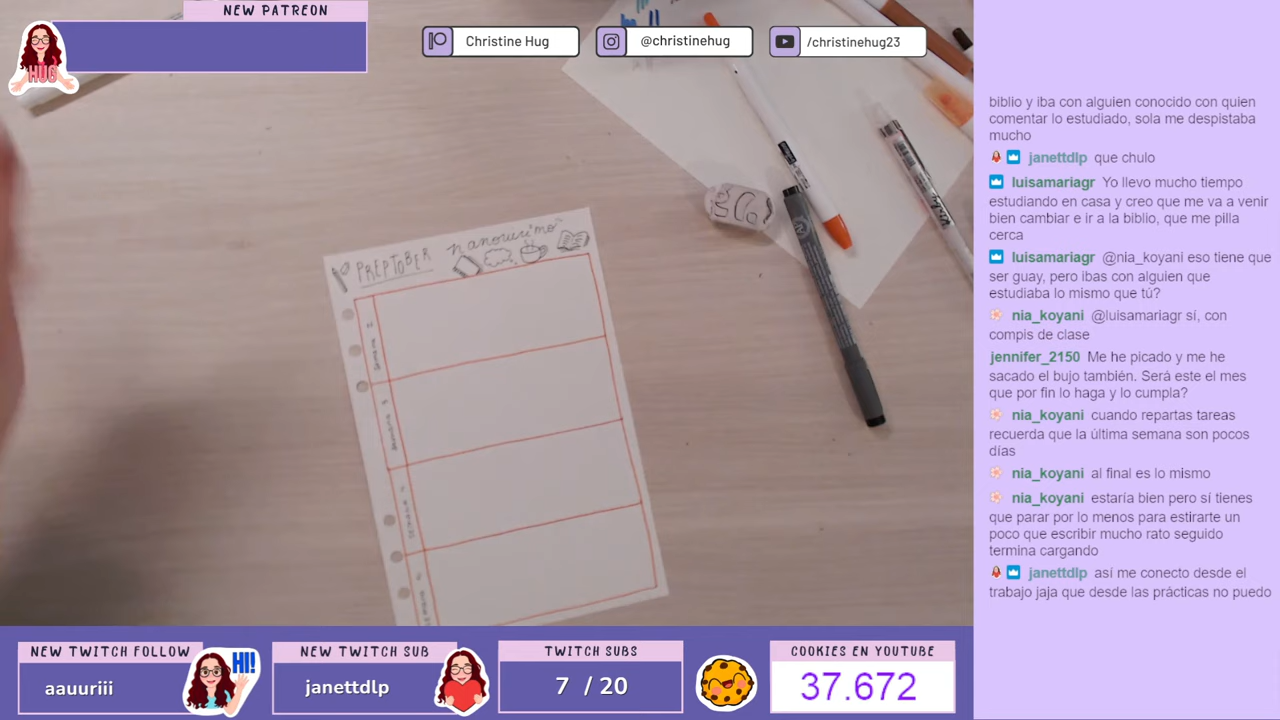 NEW PATREON
HUG
Christine Hug
@christinehug
/christinehug23
PREPTOBER
nanowrimo
biblio y iba con alguien conocido con quien
comentar lo estudiado, sola me despistaba
mucho
janettdlp que chulo
luisamariagr Yo llevo mucho tiempo
estudiando en casa y creo que me va a venir
bien cambiar e ir a la biblio, que me pilla
cerca
luisamariagr @nia_koyani eso tiene que
ser guay, pero ibas con alguien que
estudiaba lo mismo que tú?
nia_koyani @luisamariagr sí, con
compis de clase
jennifer_2150 Me he picado y me he
sacado el bujo también. Será este el mes
que por fin lo haga y lo cumpla?
nia_koyani cuando repartas tareas
recuerda que la última semana son pocos
días
nia_koyani al final es lo mismo
nia_koyani estaría bien pero sí tienes
que parar por lo menos para estirarte un
poco que escribir mucho rato seguido
termina cargando
janettdlp así me conecto desde el
trabajo jaja que desde las prácticas no puedo
NEW TWITCH FOLLOW
aauuriii
HI!
NEW TWITCH SUB
janettdlp
TWITCH SUBS
7 / 20
COOKIES EN YOUTUBE
37.672